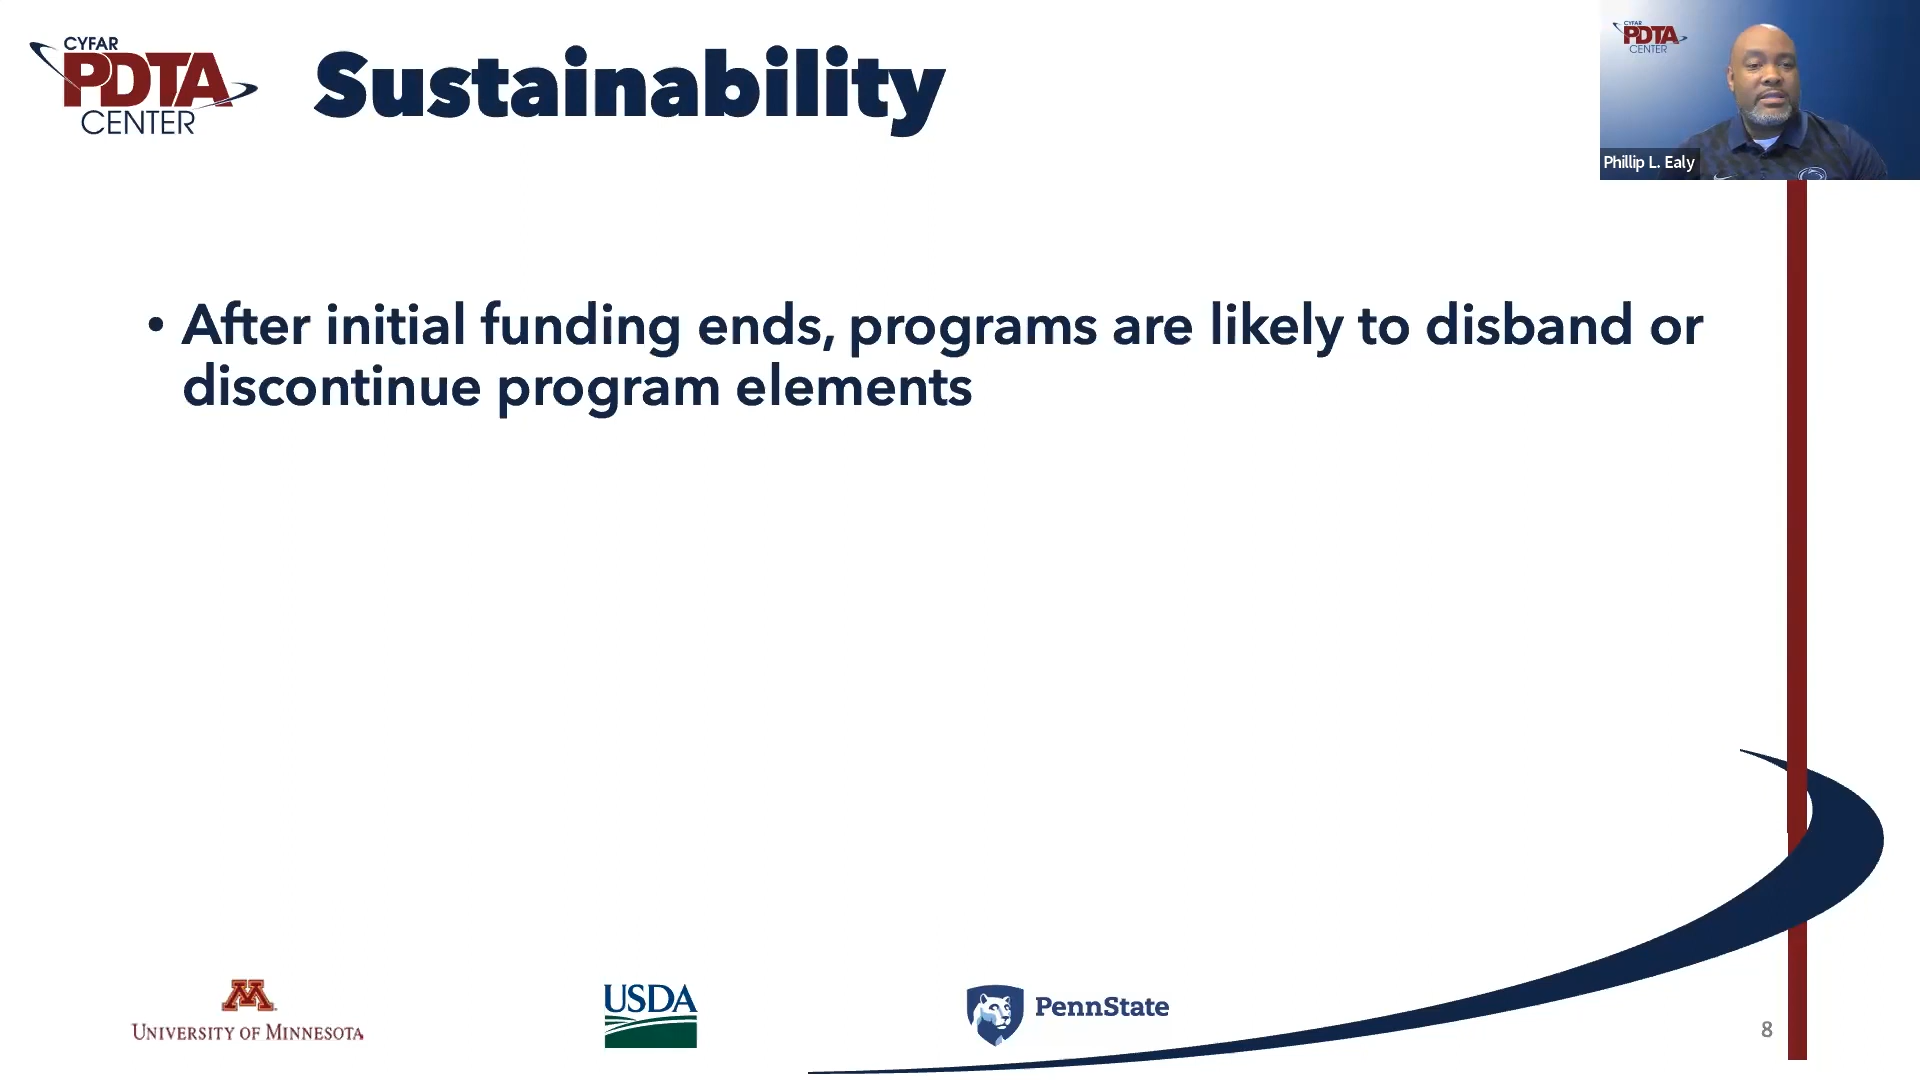 CYFAR
PDTA
CENTER
Sustainability
CYFAR
PDTA
CENTER
Phillip L. Ealy
• After initial funding ends, programs are likely to disband or
discontinue program elements
M
UNIVERSITY OF MINNESOTA
USDA
PennState
8